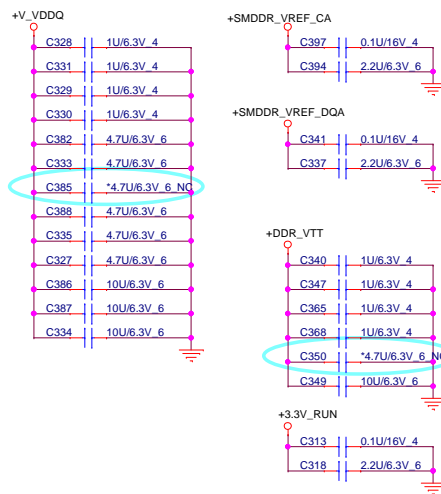 +V_VDDQ
C328 1U/6.3V_4
C331 1U/6.3V_4
C329 1U/6.3V_4
C330 1U/6.3V_4
C382 4.7U/6.3V_6
C333 4.7U/6.3V_6
C385 *4.7U/6.3V_6_NC
C388 4.7U/6.3V_6
C335 4.7U/6.3V_6
C327 4.7U/6.3V_6
C386 10U/6.3V_6
C387 10U/6.3V_6
C334 10U/6.3V_6
+SMDDR_VREF_CA
C397 0.1U/16V_4
C394 2.2U/6.3V_6
+SMDDR_VREF_DQA
C341 0.1U/16V_4
C337 2.2U/6.3V_6
+DDR_VTT
C340 1U/6.3V_4
C347 1U/6.3V_4
C365 1U/6.3V_4
C368 1U/6.3V_4
C350 *4.7U/6.3V_6_NC
C349 10U/6.3V_6
+3.3V_RUN
C313 0.1U/16V_4
C318 2.2U/6.3V_6